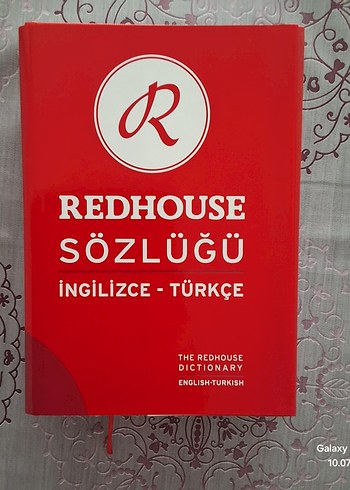 R
REDHOUSE
SÖZLÜĞÜ
İNGİLİZCE - TÜRKÇE
THE REDHOUSE
DICTIONARY
ENGLISH-TURKISH
Galaxy
10.07